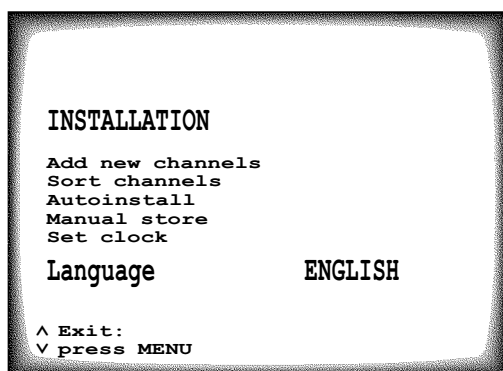 INSTALLATION
Add new channels
Sort channels
Autoinstall
Manual store
Set clock
Language ENGLISH
∧ Exit:
∨ press MENU